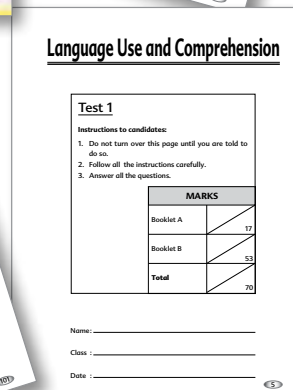 Language Use and Comprehension
Test 1
Instructions to candidates:
1. Do not turn over this page until you are told to
do so.
2. Follow all the instructions carefully.
3. Answer all the questions.
MARKS
Booklet A
17
Booklet B
53
Total
70
Name:
Class :
Date :
5
101